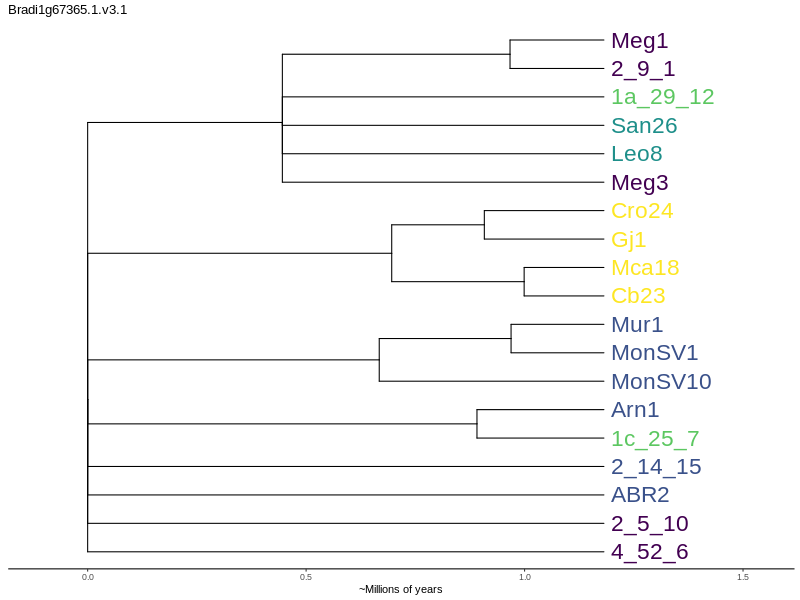 Bradi1g67365.1.v3.1
Meg1
2_9_1
1a_29_12
San26
Leo8
Meg3
Cro24
Gj1
Mca18
Cb23
Mur1
MonSV1
MonSV10
Arn1
1c_25_7
2_14_15
ABR2
2_5_10
4_52_6
0.0 0.5 1.0 1.5
~Millions of years